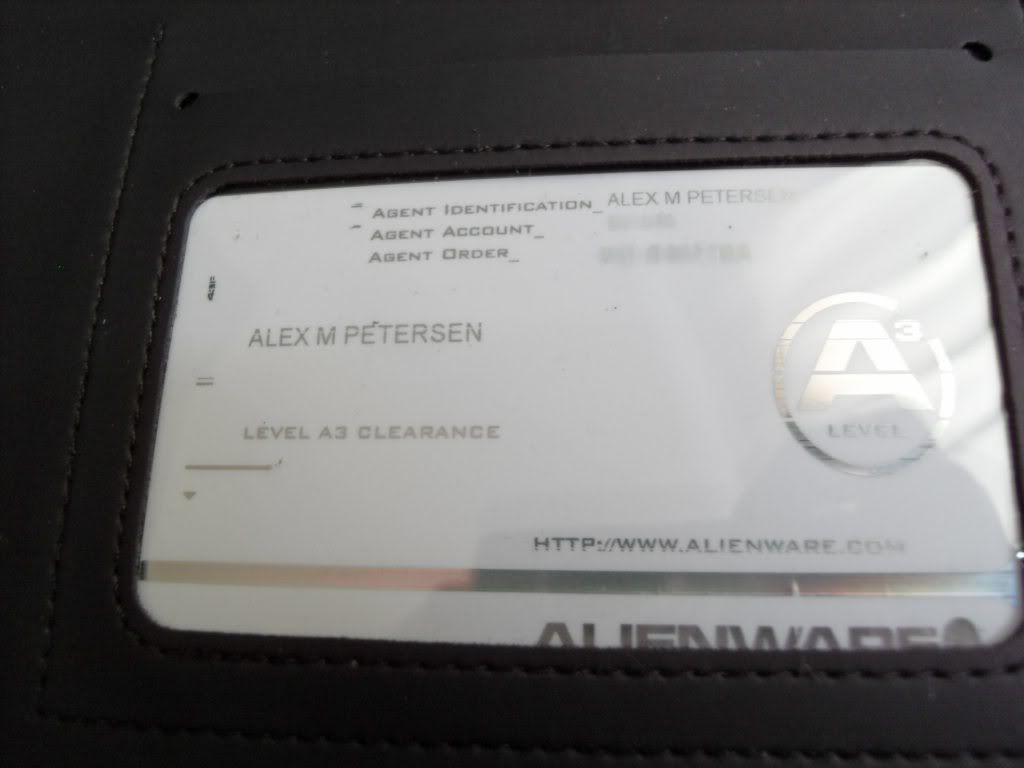 AGENT IDENTIFICATION_ ALEX M PETERSEN
AGENT ACCOUNT_
AGENT ORDER_
ALEX M PETERSEN
A3
LEVEL
LEVEL A3 CLEARANCE
HTTP://WWW.ALIENWARE.COM
ALIENWARE